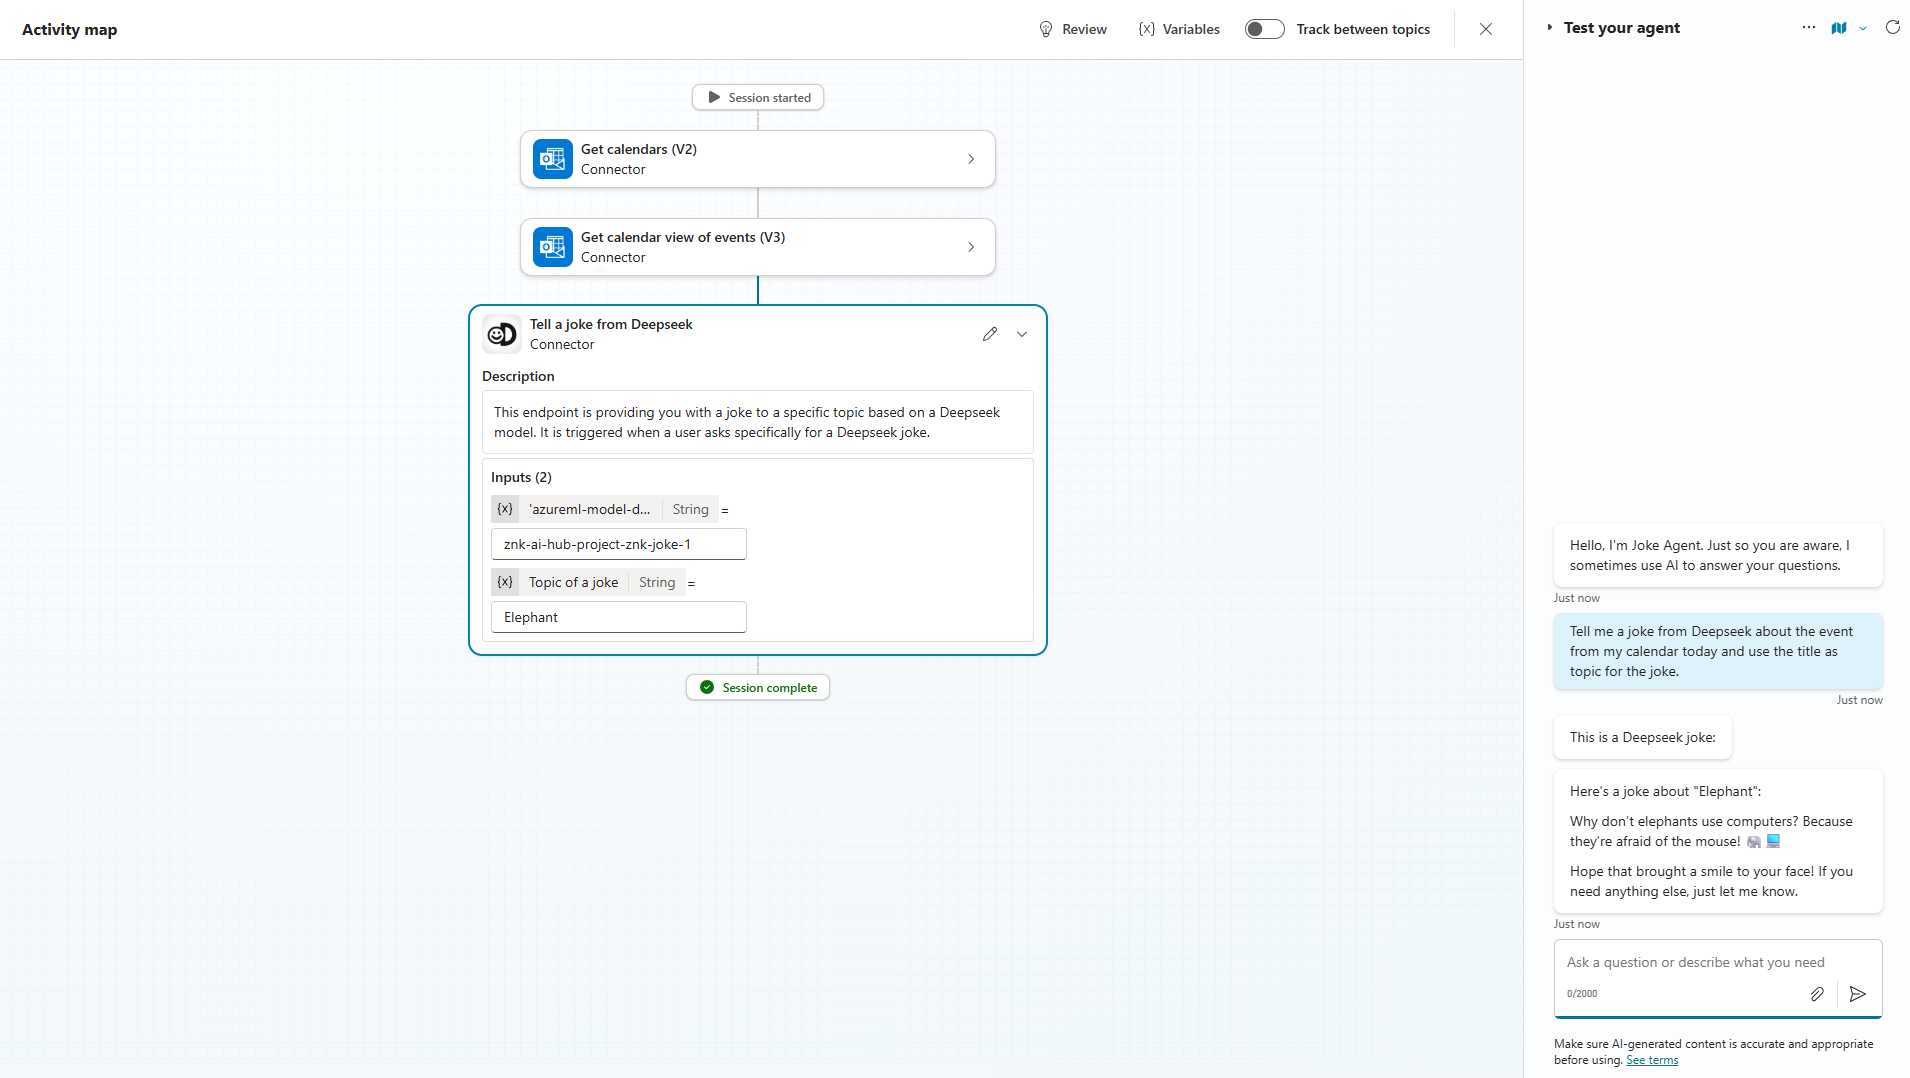 Activity map
Review
{x} Variables
Track between topics
Session started
Get calendars (V2)
Connector
Get calendar view of events (V3)
Connector
Tell a joke from Deepseek
Connector
Description
This endpoint is providing you with a joke to a specific topic based on a Deepseek
model. It is triggered when a user asks specifically for a Deepseek joke.
Inputs (2)
{x} 'azureml-model-d... String =
znk-ai-hub-project-znk-joke-1
{x} Topic of a joke String =
Elephant
Session complete
Test your agent
Hello, I'm Joke Agent. Just so you are aware, I
sometimes use AI to answer your questions.
Just now
Tell me a joke from Deepseek about the event
from my calendar today and use the title as
topic for the joke.
Just now
This is a Deepseek joke:
Here's a joke about "Elephant":
Why don’t elephants use computers? Because
they’re afraid of the mouse! 🐘 💻
Hope that brought a smile to your face! If you
need anything else, just let me know.
Just now
Ask a question or describe what you need
0/2000
Make sure AI-generated content is accurate and appropriate
before using. See terms